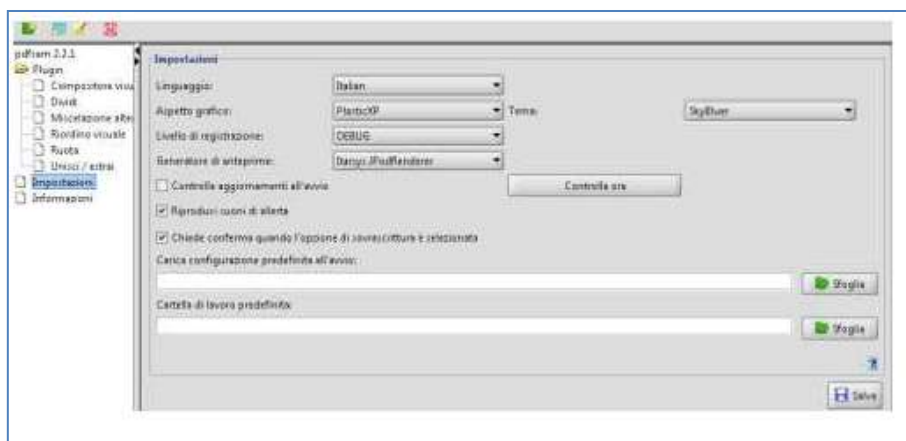 pdfsam 2.2.1
Plugin
Compositore visu
Dividi
Miscelazione alter
Riordino visuale
Ruota
Unisci / estrai
Impostazioni
Informazioni
Impostazioni
Linguaggio: Italian
Aspetto grafico: PlasticXP Tema: SkyBluer
Livello di registrazione: DEBUG
Generatore di anteprime: JPodRenderer
Controlla aggiornamenti all'avvio Controlla ora
Riproduci suoni di allerta
Chiede conferma quando l'opzione di sovrascrittura è selezionata
Carica configurazione predefinita all'avvio:
Sfoglia
Cartella di lavoro predefinita:
Sfoglia
Salva